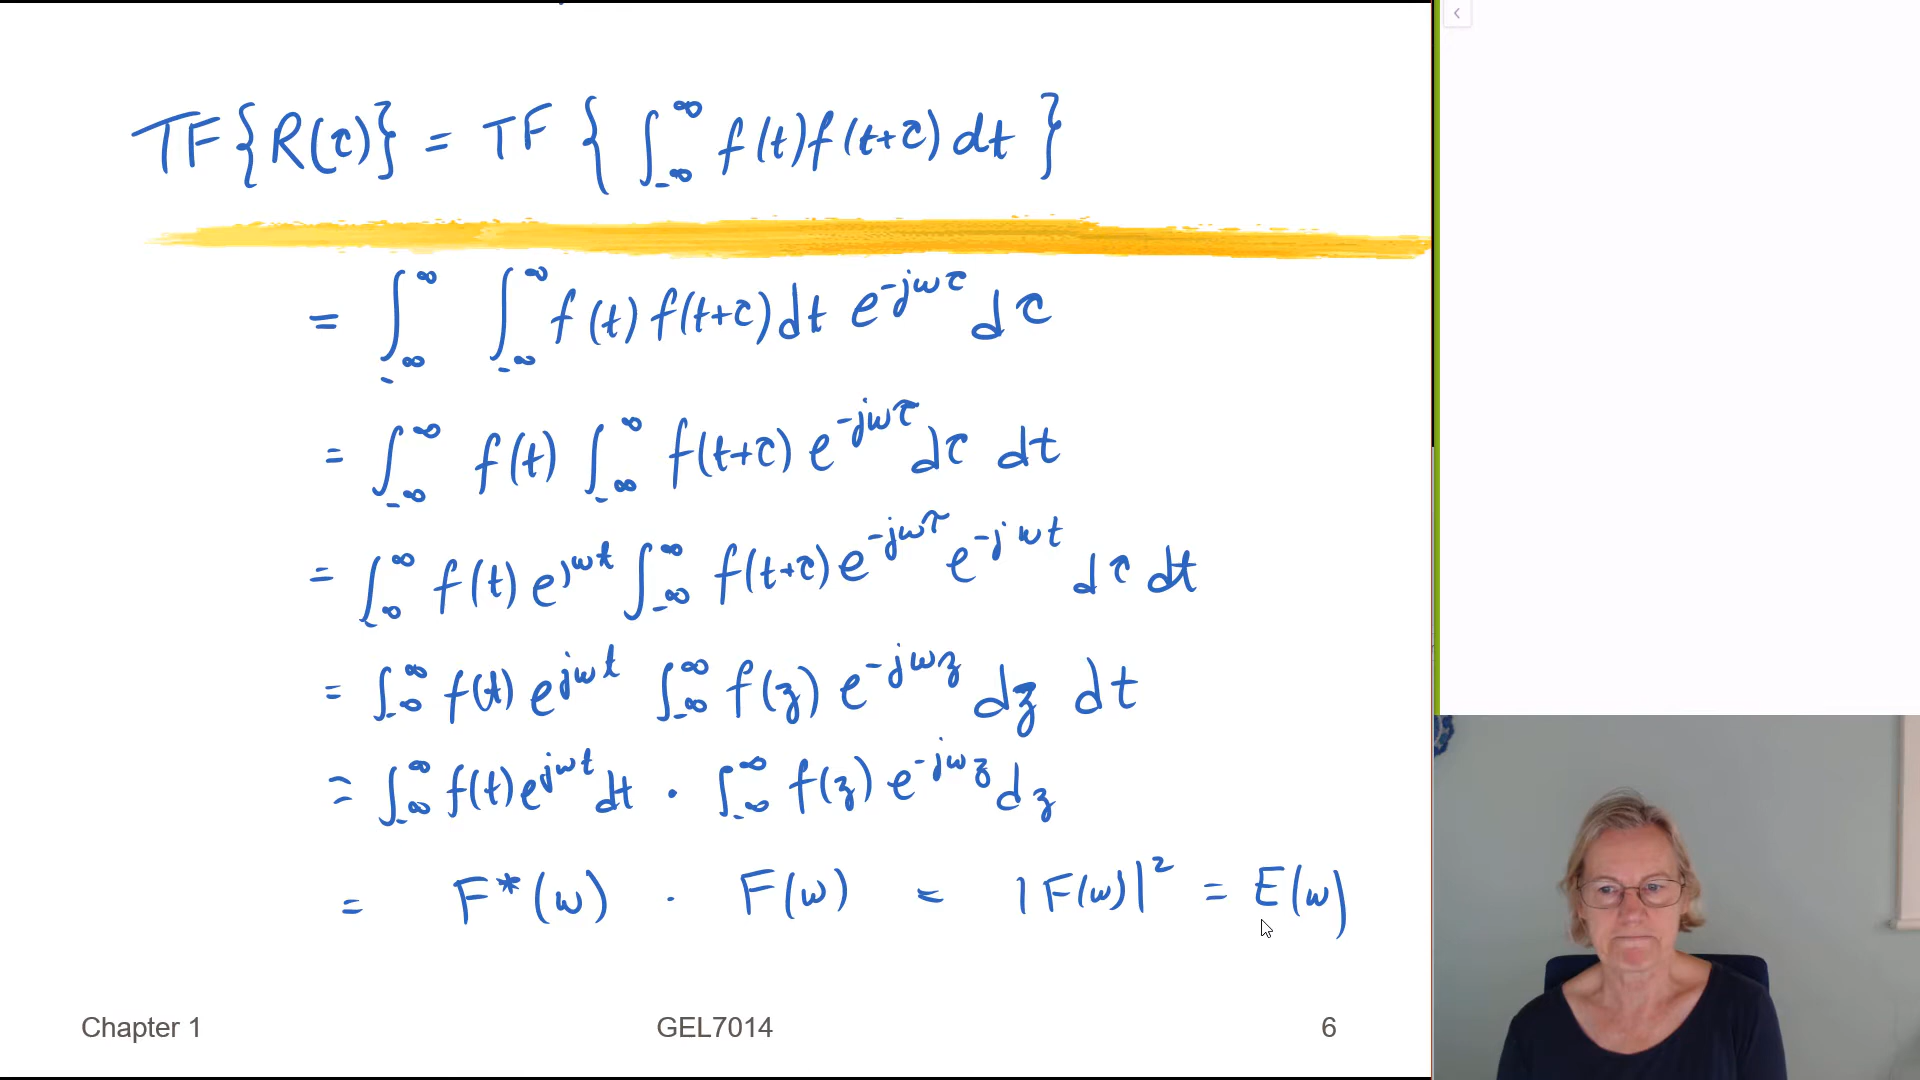 TF{R(τ)} = TF { ∫_{-∞}^{∞} f(t)f(t+τ) dt }
= ∫_{-∞}^{∞} ∫_{-∞}^{∞} f(t) f(t+τ) dt e^{-jωτ} dτ
= ∫_{-∞}^{∞} f(t) ∫_{-∞}^{∞} f(t+τ) e^{-jωτ} dτ dt
= ∫_{-∞}^{∞} f(t) e^{jωt} ∫_{-∞}^{∞} f(t+τ) e^{-jωτ} e^{-jωt} dτ dt
= ∫_{-∞}^{∞} f(t) e^{jωt} ∫_{-∞}^{∞} f(z) e^{-jωz} dz dt
= ∫_{-∞}^{∞} f(t) e^{jωt} dt · ∫_{-∞}^{∞} f(z) e^{-jωz} dz
= F*(ω) · F(ω) = |F(ω)|² = E(ω)
Chapter 1 GEL7014 6